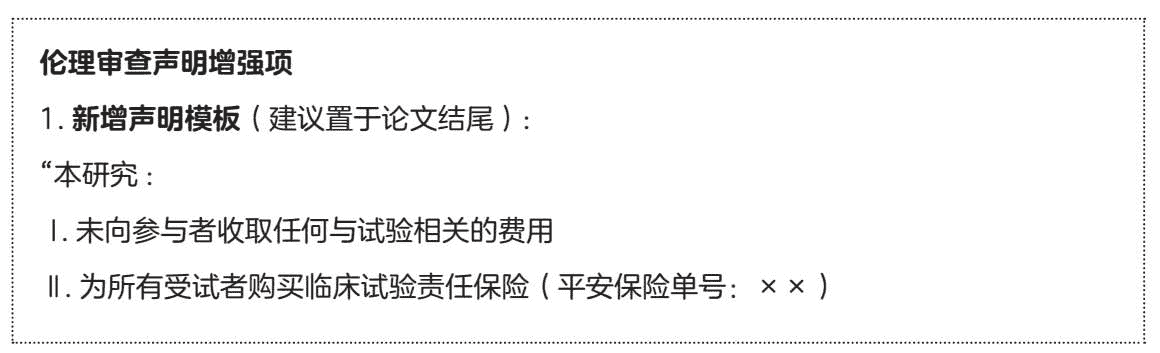 伦理审查声明增强项
1. 新增声明模板（建议置于论文结尾）:
“本研究：
Ⅰ. 未向参与者收取任何与试验相关的费用
Ⅱ. 为所有受试者购买临床试验责任保险（平安保险单号： × × ）